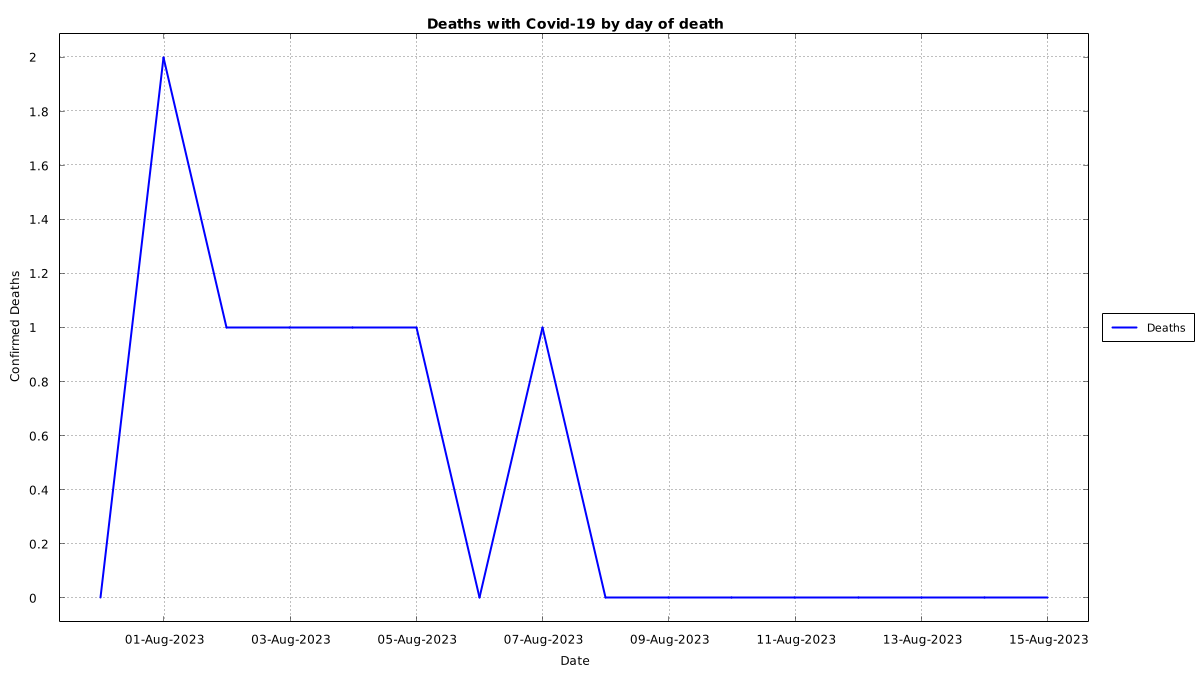 Deaths with Covid-19 by day of death
2
1.8
1.6
1.4
1.2
1
0.8
0.6
0.4
0.2
0
Confirmed Deaths
Deaths
01-Aug-2023 03-Aug-2023 05-Aug-2023 07-Aug-2023 09-Aug-2023 11-Aug-2023 13-Aug-2023 15-Aug-2023
Date